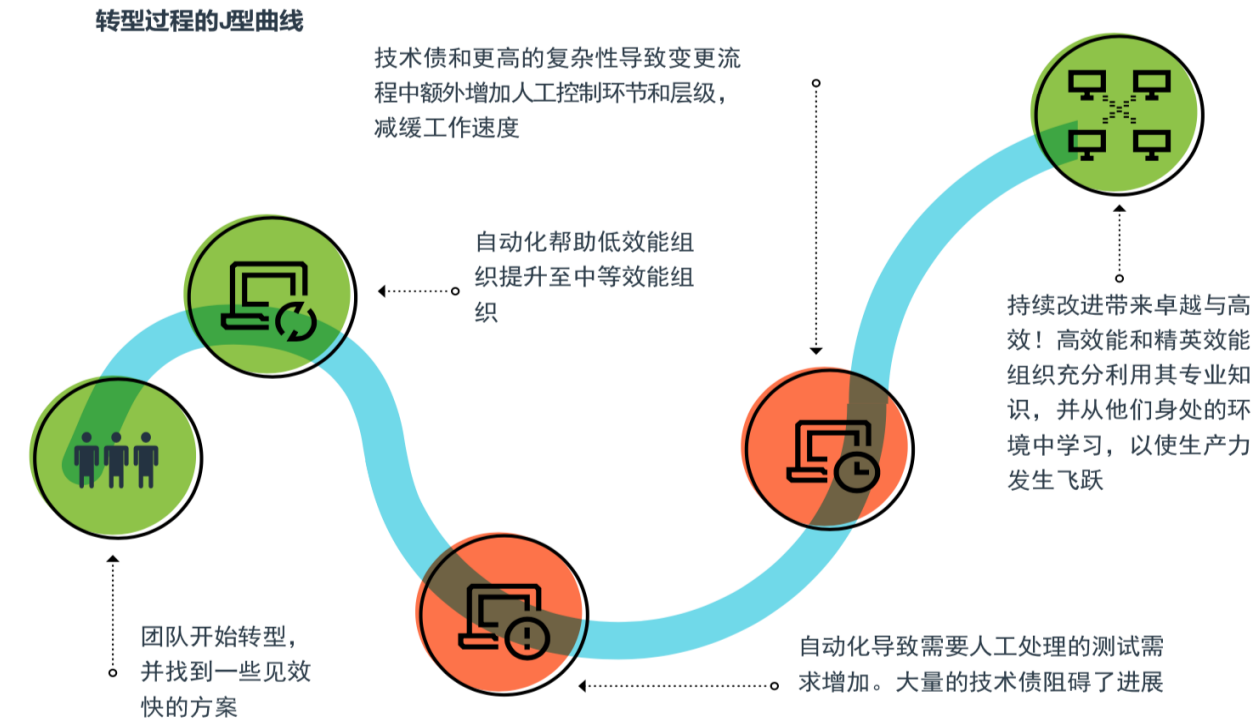 转型过程的J型曲线
技术债和更高的复杂性导致变更流
程中额外增加人工控制环节和层级，
减缓工作速度
自动化帮助低效能组
织提升至中等效能组
织
持续改进带来卓越与高
效！高效能和精英效能
组织充分利用其专业知
识，并从他们身处的环
境中学习，以使生产力
发生飞跃
团队开始转型，
并找到一些见效
快的方案
自动化导致需要人工处理的测试需
求增加。大量的技术债阻碍了进展